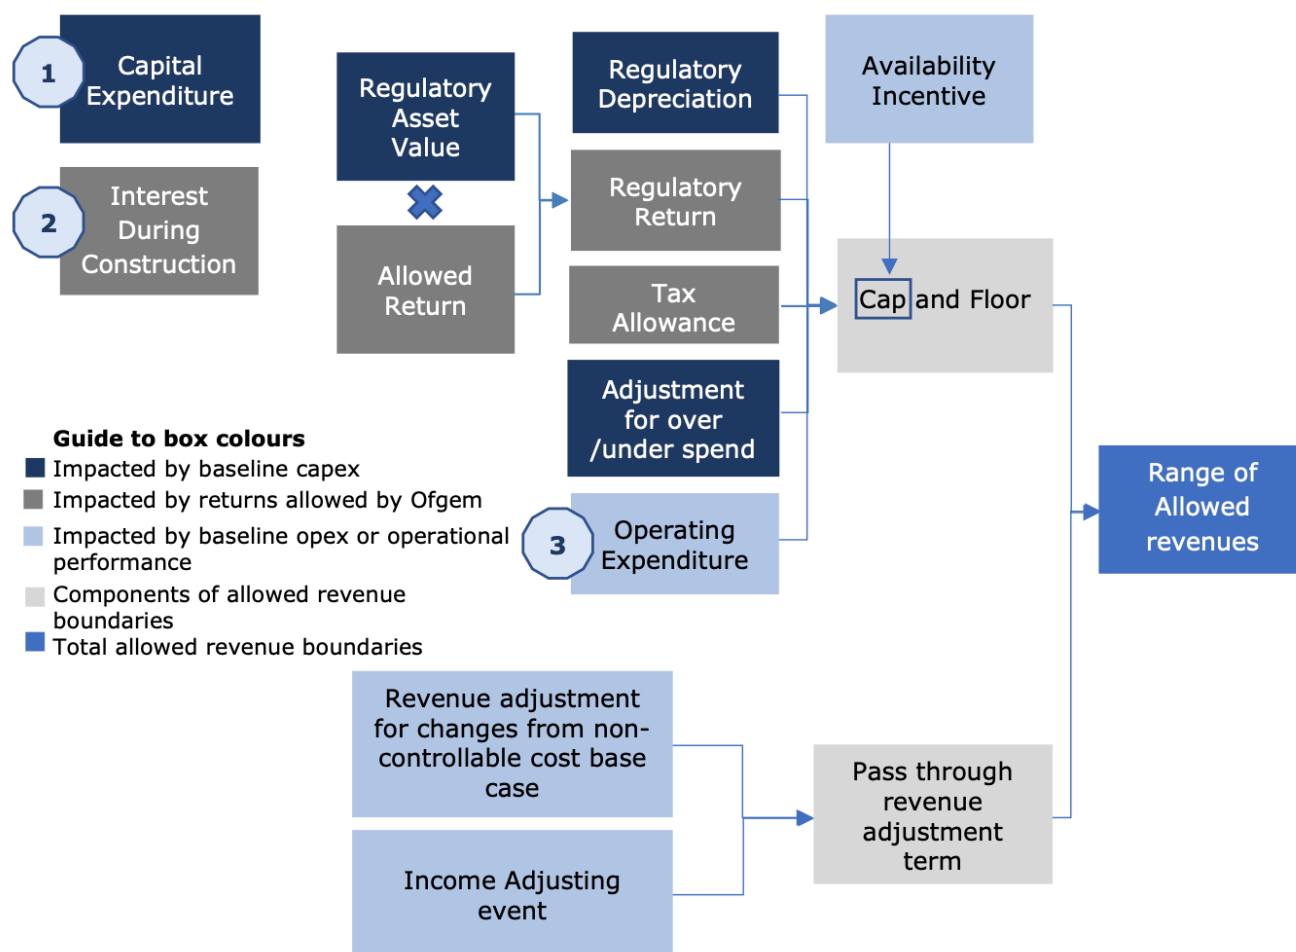 1
Capital
Expenditure
2
Interest
During
Construction
Regulatory
Asset
Value
Allowed
Return
Regulatory
Depreciation
Regulatory
Return
Tax
Allowance
Adjustment
for over
/under spend
3
Operating
Expenditure
Availability
Incentive
Cap and Floor
Range of
Allowed
revenues
Guide to box colours
Impacted by baseline capex
Impacted by returns allowed by Ofgem
Impacted by baseline opex or operational
performance
Components of allowed revenue
boundaries
Total allowed revenue boundaries
Revenue adjustment
for changes from non-
controllable cost base
case
Income Adjusting
event
Pass through
revenue
adjustment
term